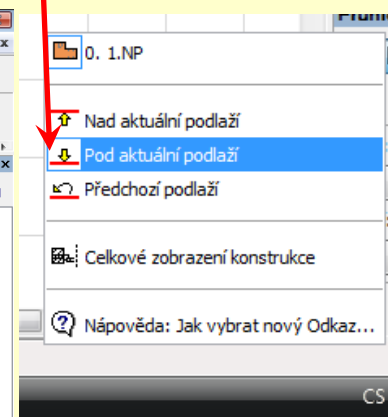 0. 1.NP
Nad aktuální podlaží
Pod aktuální podlaží
Předchozí podlaží
Celkové zobrazení konstrukce
Nápověda: Jak vybrat nový Odkaz...
CS